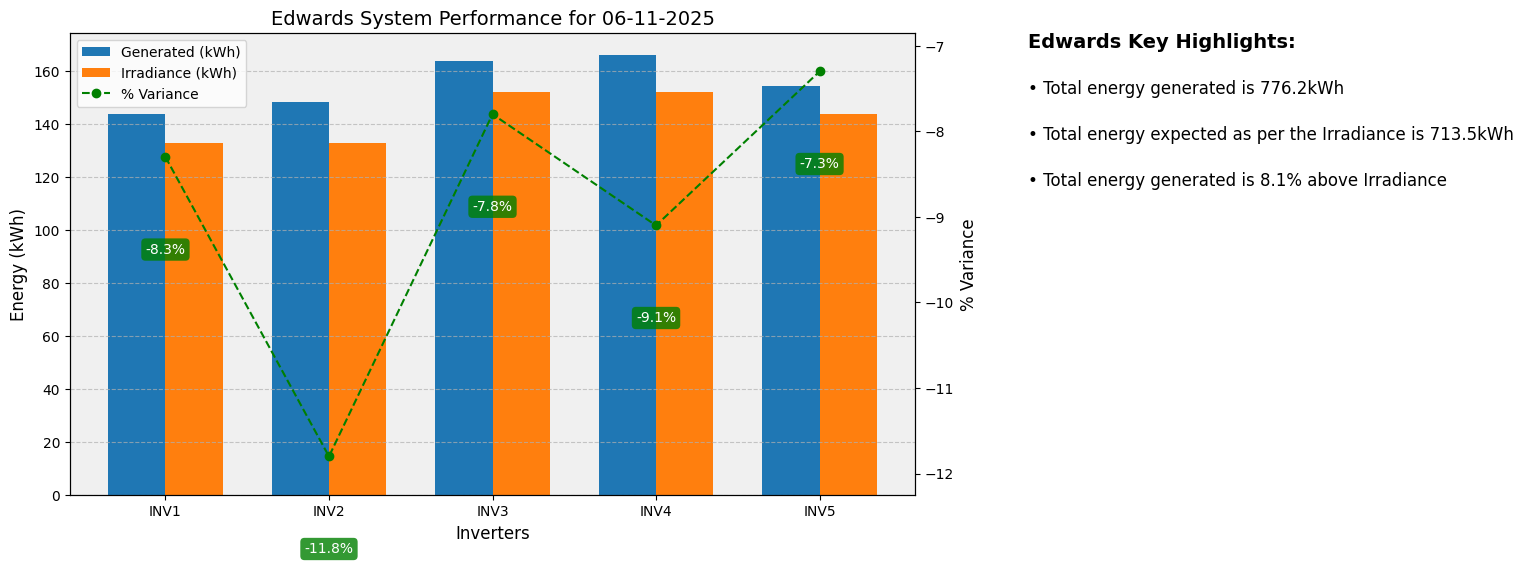 Edwards System Performance for 06-11-2025
Generated (kWh)
Irradiance (kWh)
% Variance
Energy (kWh)
160
140
120
100
80
60
40
20
0
-8.3%
-11.8%
-7.8%
-9.1%
-7.3%
−7
−8
−9
−10
−11
−12
% Variance
INV1 INV2 INV3 INV4 INV5
Inverters
Edwards Key Highlights:
• Total energy generated is 776.2kWh
• Total energy expected as per the Irradiance is 713.5kWh
• Total energy generated is 8.1% above Irradiance